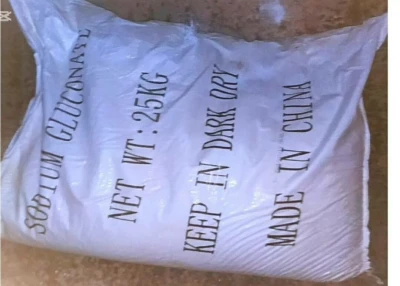 SODIUM GLUCONATE
NET WT:25KG
KEEP IN DARK DRY
MADE IN CHINA